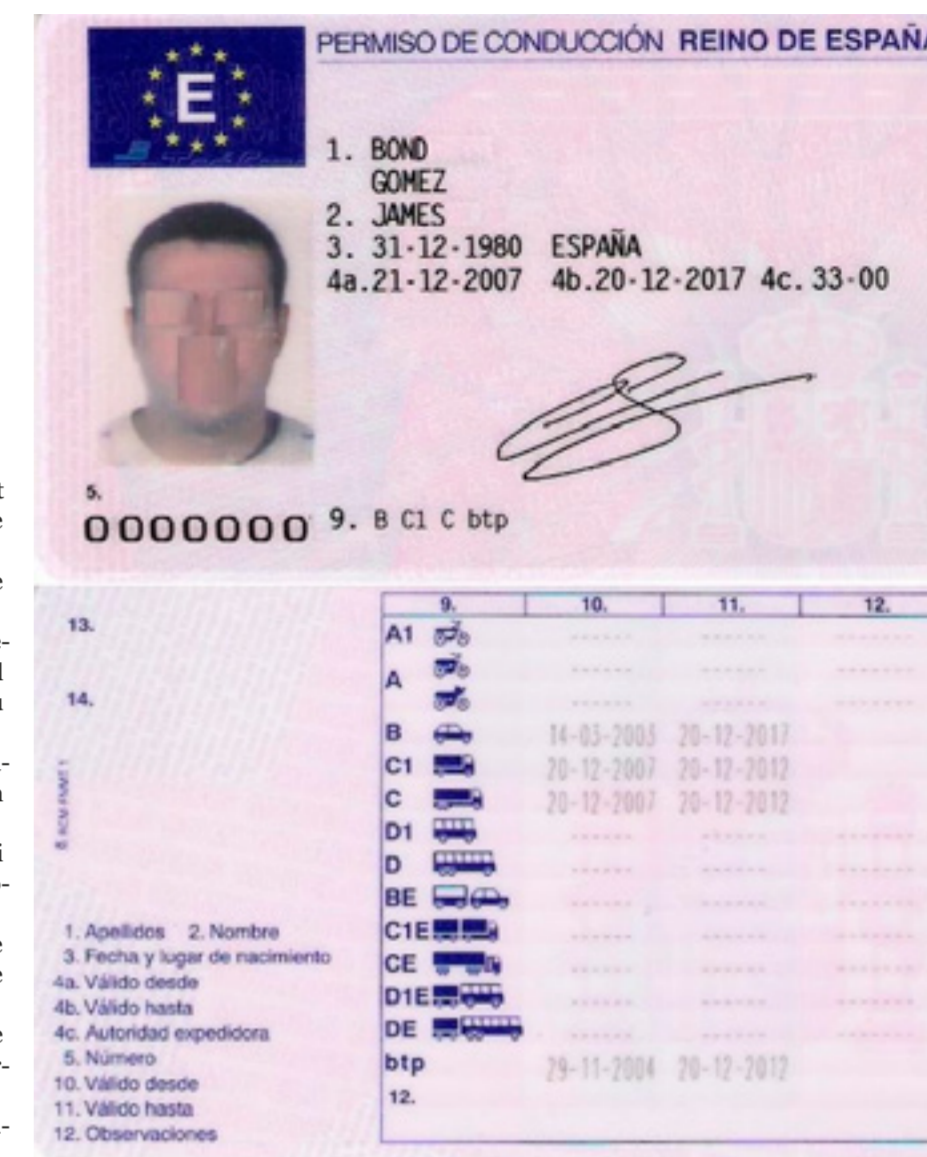 PERMISO DE CONDUCCIÓN REINO DE ESPAÑA
E
1. BOND
GOMEZ
2. JAMES
3. 31-12-1980 ESPAÑA
4a.21-12-2007 4b.20-12-2017 4c. 33-00
5.
0000000
9. B C1 C btp
9. 10. 11. 12.
13.
14.
A1 ------ ------ ------
A ------ ------ ------
------ ------ ------
B 14-03-2003 20-12-2017
C1 20-12-2007 20-12-2012
C 20-12-2007 20-12-2012
D1 ------ ------ ------
D ------ ------ ------
BE ------ ------ ------
C1E ------ ------ ------
CE ------ ------ ------
D1E ------ ------ ------
DE ------ ------ ------
btp 29-11-2004 20-12-2012
12.
1. Apellidos 2. Nombre
3. Fecha y lugar de nacimiento
4a. Válido desde
4b. Válido hasta
4c. Autoridad expedidora
5. Número
10. Válido desde
11. Válido hasta
12. Observaciones